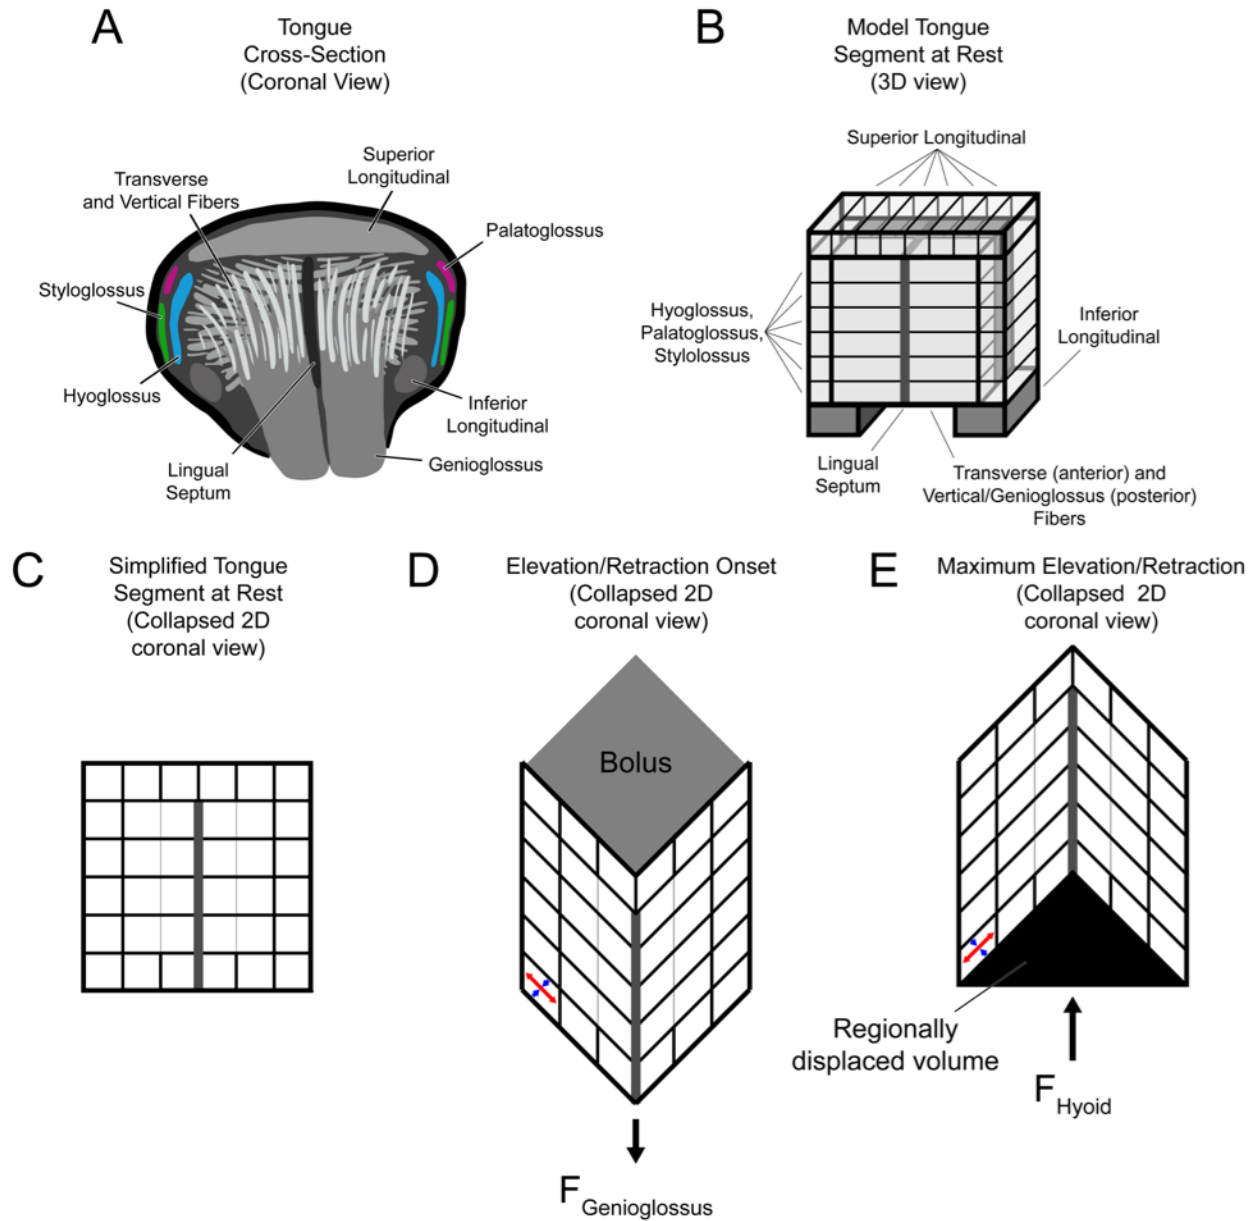 A
Tongue
Cross-Section
(Coronal View)
Superior
Longitudinal
Transverse
and Vertical Fibers
Palatoglossus
Styloglossus
Hyoglossus
Inferior
Longitudinal
Lingual
Septum
Genioglossus
B
Model Tongue
Segment at Rest
(3D view)
Superior Longitudinal
Hyoglossus,
Palatoglossus,
Stylolossus
Inferior
Longitudinal
Lingual
Septum
Transverse (anterior) and
Vertical/Genioglossus (posterior)
Fibers
C
Simplified Tongue
Segment at Rest
(Collapsed 2D
coronal view)
D
Elevation/Retraction Onset
(Collapsed 2D
coronal view)
Bolus
F Genioglossus
E
Maximum Elevation/Retraction
(Collapsed 2D
coronal view)
Regionally
displaced volume
F Hyoid